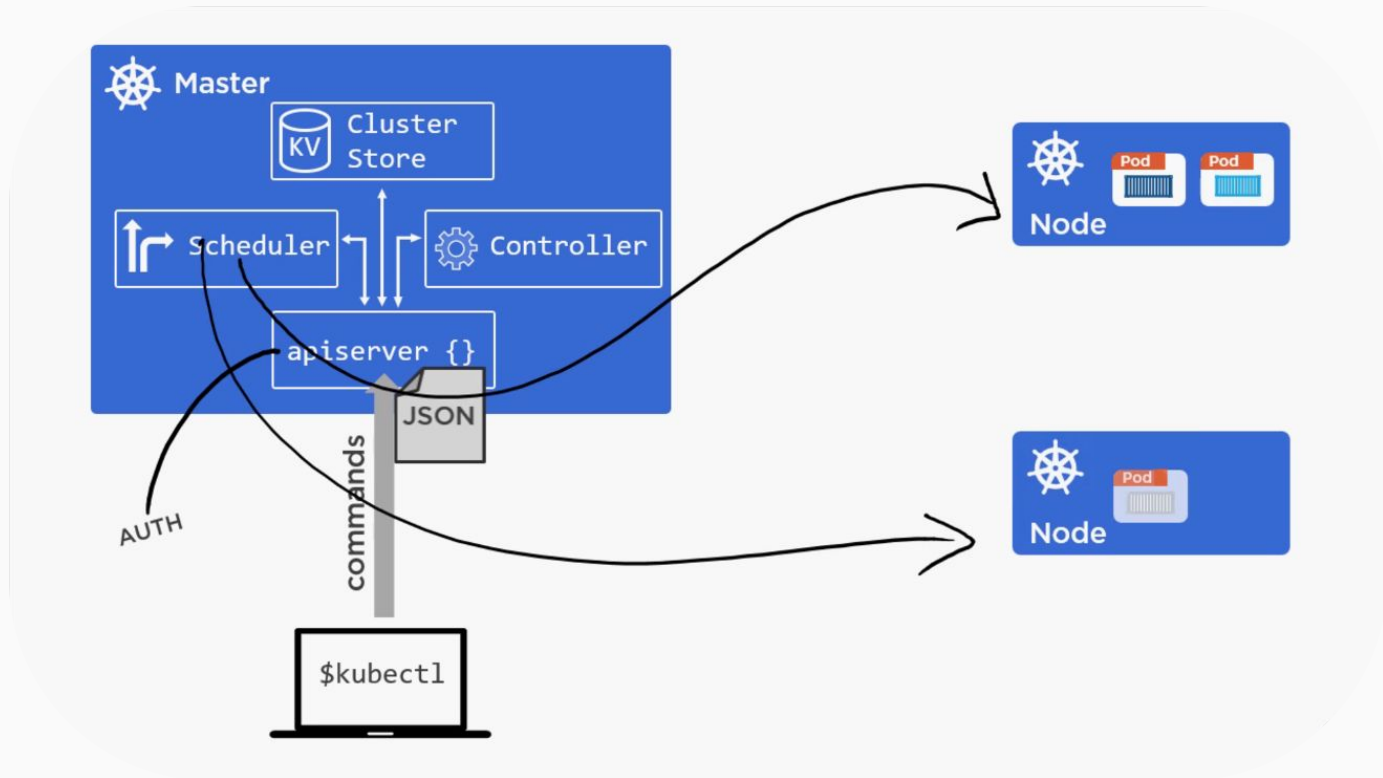 Master
KV
Cluster
Store
Scheduler
Controller
apiserver {}
JSON
commands
AUTH
$kubectl
Pod
Pod
Node
Pod
Node